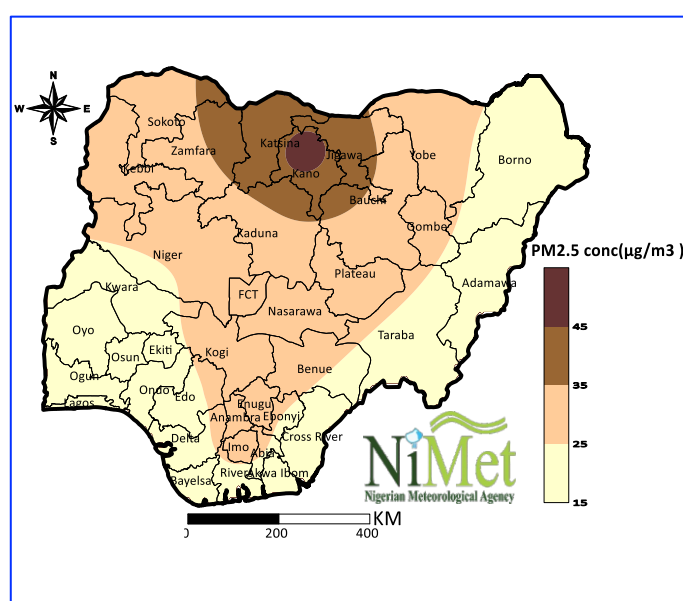 N
W E
S
Sokoto
Katsina
Zamfara
Jigawa
Yobe
Borno
Kebbi
Kano
Bauchi
Gombe
Kaduna
PM2.5 conc(µg/m3 )
Niger
Plateau
Adamawa
Kwara
FCT
Nasarawa
45
Oyo
Taraba
Osun
Ekiti
Kogi
Benue
Ogun
35
Ondo
Edo
Lagos
Enugu
Anambra
Ebonyi
Delta
Cross River
25
Imo
Abia
NiMet
Rivers
Akwa Ibom
Bayelsa
Nigerian Meteorological Agency
15
KM
0 200 400